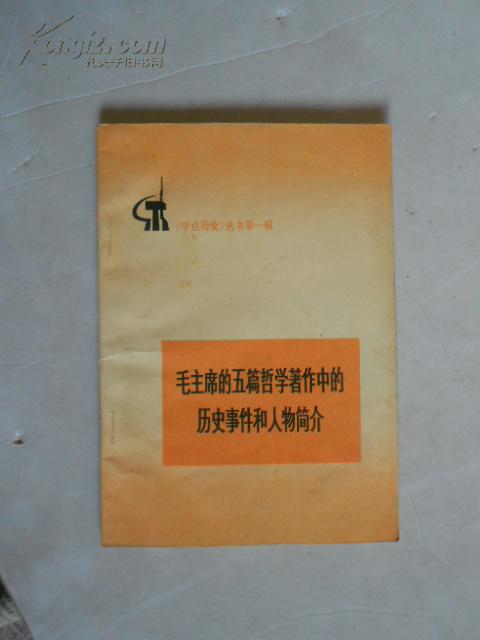 Kongfz.com
孔夫子旧书网
《学点历史》丛书第一辑
毛主席的五篇哲学著作中的
历史事件和人物简介